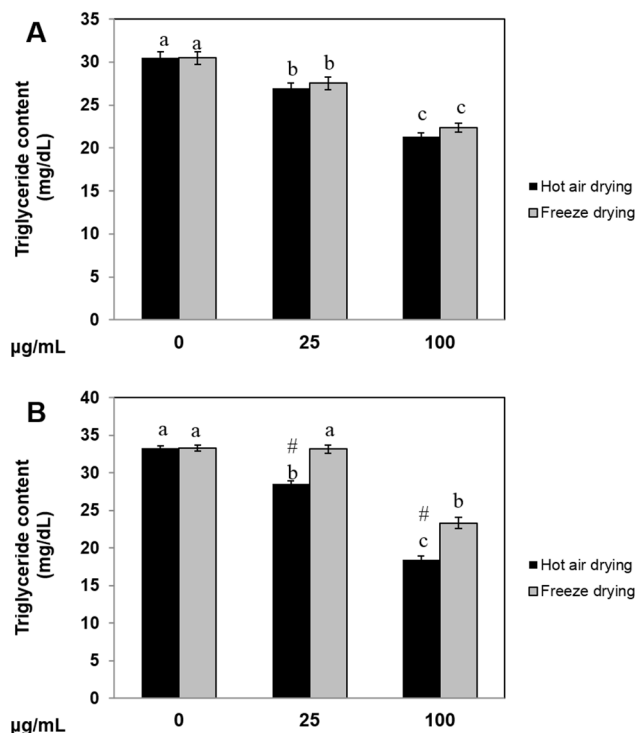 A
Triglyceride content
(mg/dL)
35
30
25
20
15
10
5
0
a a
b b
c c
Hot air drying
Freeze drying
µg/mL 0 25 100
B
Triglyceride content
(mg/dL)
40
35
30
25
20
15
10
5
0
a a
# a
b
# b
c
Hot air drying
Freeze drying
µg/mL 0 25 100